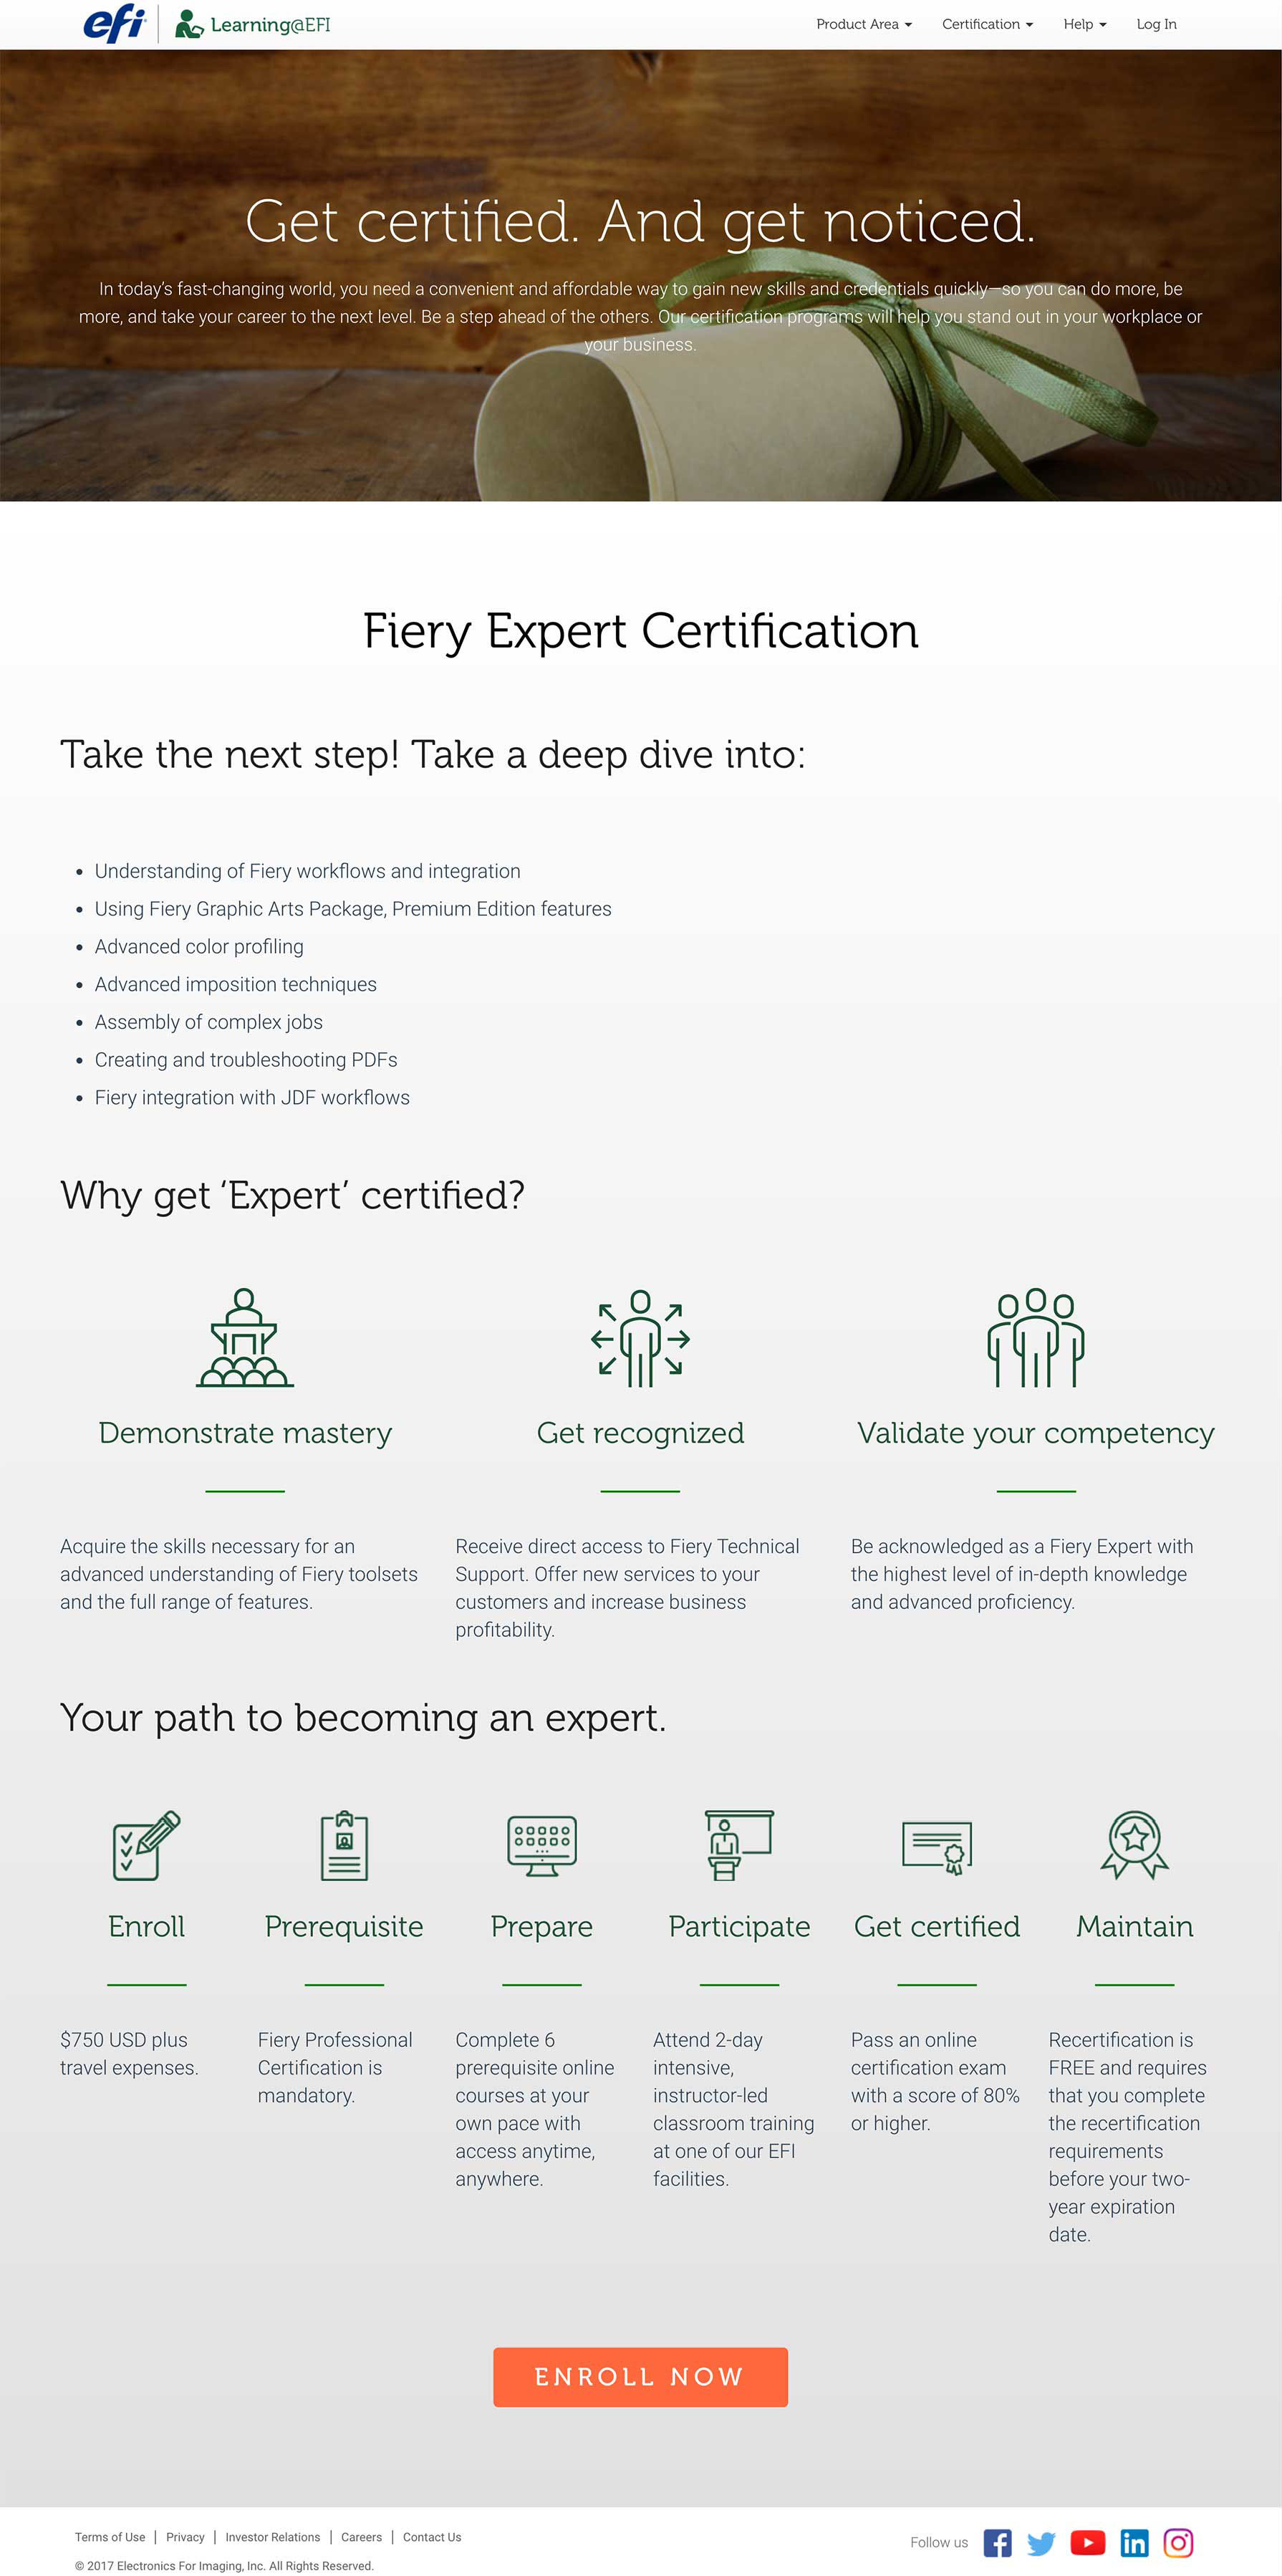 efi Learning@EFI Product Area Certification Help Log In
Get certified. And get noticed.
In today's fast-changing world, you need a convenient and affordable way to gain new skills and credentials quickly—so you can do more, be
more, and take your career to the next level. Be a step ahead of the others. Our certification programs will help you stand out in your workplace or
your business.
Fiery Expert Certification
Take the next step! Take a deep dive into:
• Understanding of Fiery workflows and integration
• Using Fiery Graphic Arts Package, Premium Edition features
• Advanced color profiling
• Advanced imposition techniques
• Assembly of complex jobs
• Creating and troubleshooting PDFs
• Fiery integration with JDF workflows
Why get ‘Expert’ certified?
Demonstrate mastery
Acquire the skills necessary for an
advanced understanding of Fiery toolsets
and the full range of features.
Get recognized
Receive direct access to Fiery Technical
Support. Offer new services to your
customers and increase business
profitability.
Validate your competency
Be acknowledged as a Fiery Expert with
the highest level of in-depth knowledge
and advanced proficiency.
Your path to becoming an expert.
Enroll
$750 USD plus
travel expenses.
Prerequisite
Fiery Professional
Certification is
mandatory.
Prepare
Complete 6
prerequisite online
courses at your
own pace with
access anytime,
anywhere.
Participate
Attend 2-day
intensive,
instructor-led
classroom training
at one of our EFI
facilities.
Get certified
Pass an online
certification exam
with a score of 80%
or higher.
Maintain
Recertification is
FREE and requires
that you complete
the recertification
requirements
before your two-
year expiration
date.
ENROLL NOW
Terms of Use | Privacy | Investor Relations | Careers | Contact Us
Follow us
© 2017 Electronics For Imaging, Inc. All Rights Reserved.